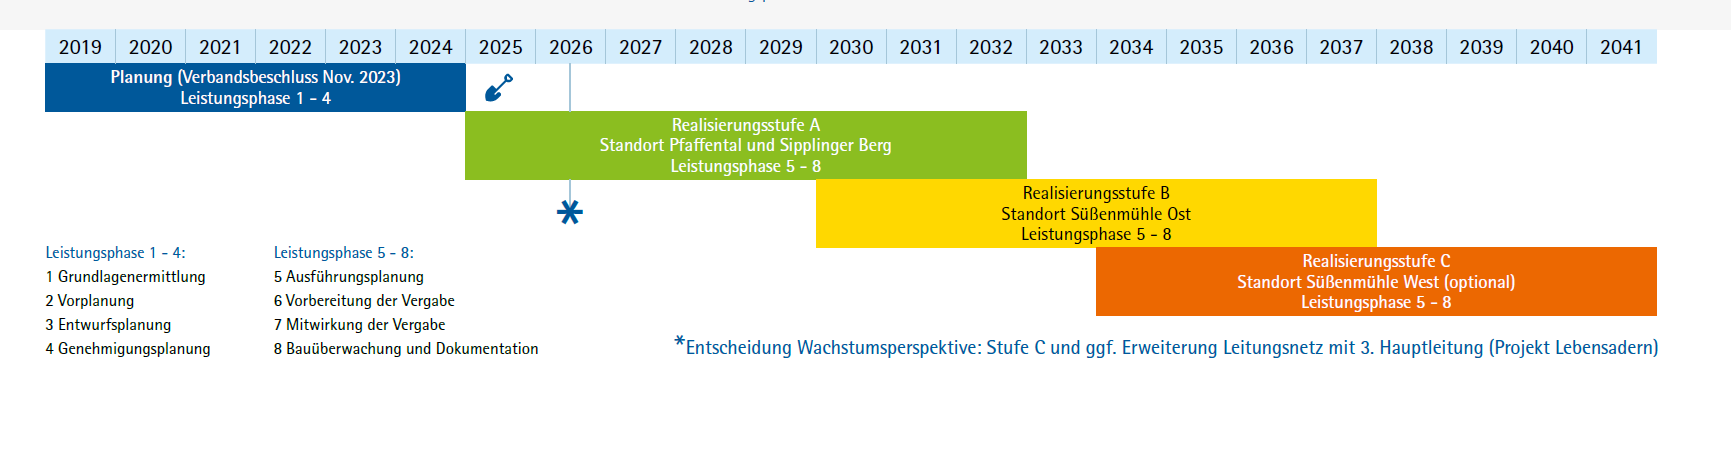 2019 2020 2021 2022 2023 2024 2025 2026 2027 2028 2029 2030 2031 2032 2033 2034 2035 2036 2037 2038 2039 2040 2041
Planung (Verbandsbeschluss Nov. 2023)
Leistungsphase 1 - 4
Realisierungsstufe A
Standort Pfaffental und Sipplinger Berg
Leistungsphase 5 - 8
Realisierungsstufe B
Standort Süßenmühle Ost
Leistungsphase 5 - 8
Realisierungsstufe C
Standort Süßenmühle West (optional)
Leistungsphase 5 - 8
*
Leistungsphase 1 - 4:
1 Grundlagenermittlung
2 Vorplanung
3 Entwurfsplanung
4 Genehmigungsplanung
Leistungsphase 5 - 8:
5 Ausführungsplanung
6 Vorbereitung der Vergabe
7 Mitwirkung der Vergabe
8 Bauüberwachung und Dokumentation
*Entscheidung Wachstumsperspektive: Stufe C und ggf. Erweiterung Leitungsnetz mit 3. Hauptleitung (Projekt Lebensadern)